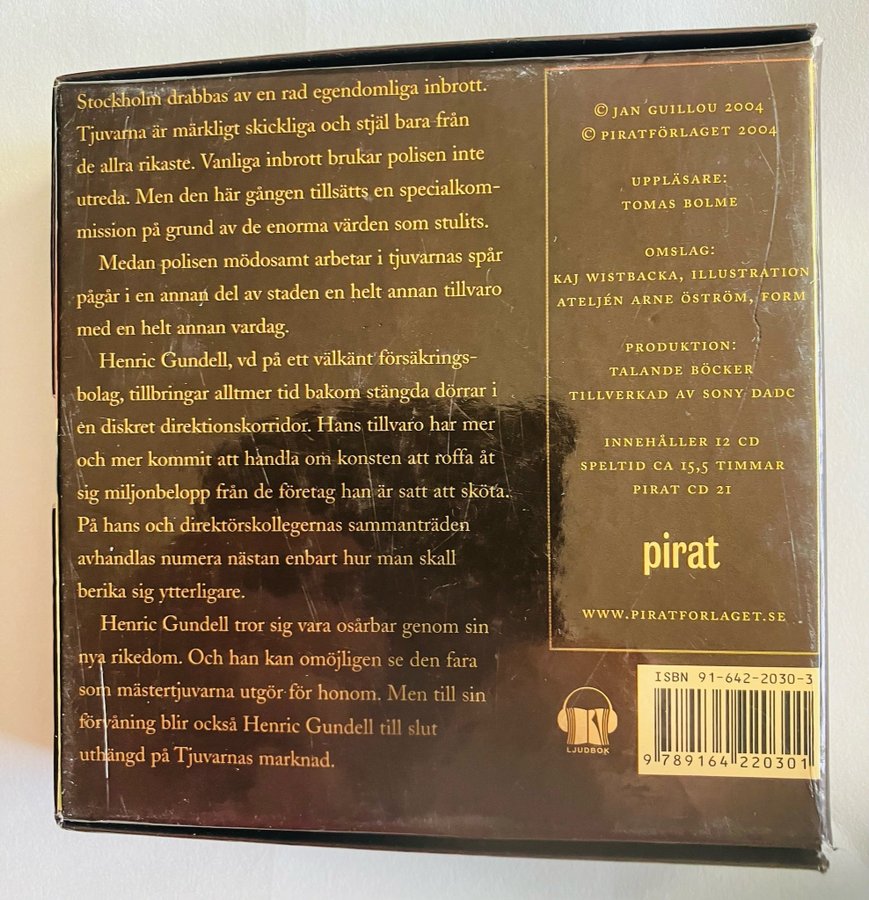 Stockholm drabbas av en rad egendomliga inbrott.
Tjuvarna är märkligt skickliga och stjäl bara från
de allra rikaste. Vanliga inbrott brukar polisen inte
utreda. Men den här gången tillsätts en specialkom-
mission på grund av de enorma värden som stulits.
Medan polisen mödosamt arbetar i tjuvarnas spår
pågår i en annan del av staden en helt annan tillvaro
med en helt annan vardag.
Henric Gundell, vd på ett välkänt försäkrings-
bolag, tillbringar alltmer tid bakom stängda dörrar i
en diskret direktionskorridor. Hans tillvaro har mer
och mer kommit att handla om konsten att roffa åt
sig miljonbelopp från de företag han är satt att sköta.
På hans och direktörskollegernas sammanträden
avhandlas numera nästan enbart hur man skall
berika sig ytterligare.
Henric Gundell tror sig vara osårbar genom sin
nya rikedom. Och han kan omöjligen se den fara
som mästertjuvarna utgör för honom. Men till sin
förvåning blir också Henric Gundell till slut
uthängd på Tjuvarnas marknad.
© JAN GUILLOU 2004
© PIRATFÖRLAGET 2004
UPPLÄSARE:
TOMAS BOLME
OMSLAG:
KAJ WISTBACKA, ILLUSTRATION
ATELJÉN ARNE ÖSTRÖM, FORM
PRODUKTION:
TALANDE BÖCKER
TILLVERKAD AV SONY DADC
INNEHÅLLER 12 CD
SPELTID CA 15,5 TIMMAR
PIRAT CD 21
pirat
WWW.PIRATFORLAGET.SE
LJUDBOK
ISBN 91-642-2030-3
9 789164 220301